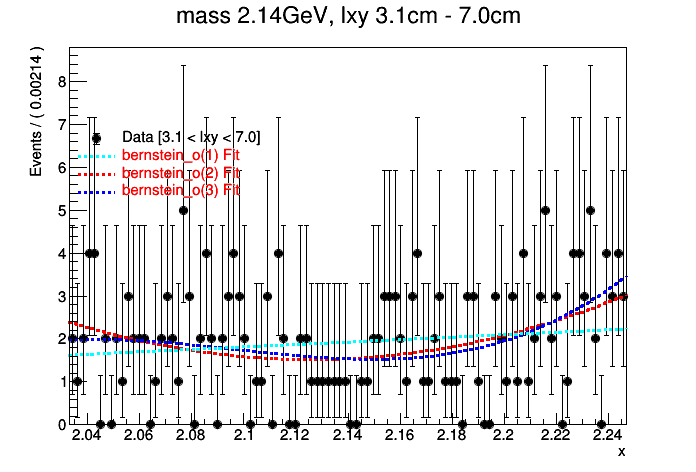 mass 2.14GeV, lxy 3.1cm - 7.0cm
Events / ( 0.00214 )
8
7
6
5
4
3
2
1
0
Data [3.1 < lxy < 7.0]
bernstein_o(1) Fit
bernstein_o(2) Fit
bernstein_o(3) Fit
2.04 2.06 2.08 2.1 2.12 2.14 2.16 2.18 2.2 2.22 2.24
x